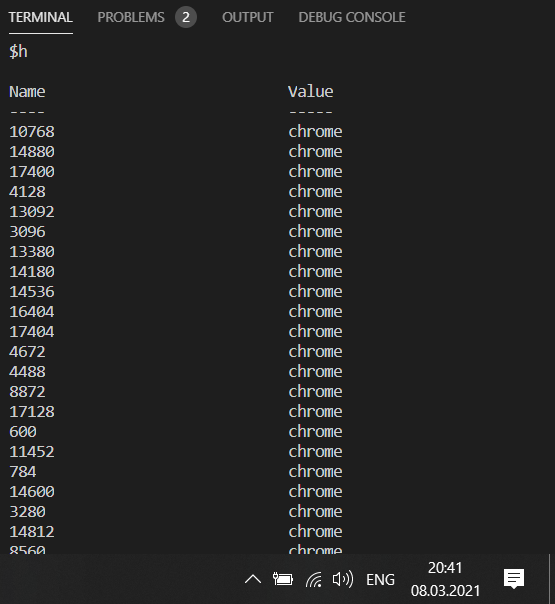 TERMINAL PROBLEMS 2 OUTPUT DEBUG CONSOLE
$h
Name Value
---- -----
10768 chrome
14880 chrome
17400 chrome
4128 chrome
13092 chrome
3096 chrome
13380 chrome
14180 chrome
14536 chrome
16404 chrome
17404 chrome
4672 chrome
4488 chrome
8872 chrome
17128 chrome
600 chrome
11452 chrome
784 chrome
14600 chrome
3280 chrome
14812 chrome
8560 chrome
ENG 20:41
08.03.2021